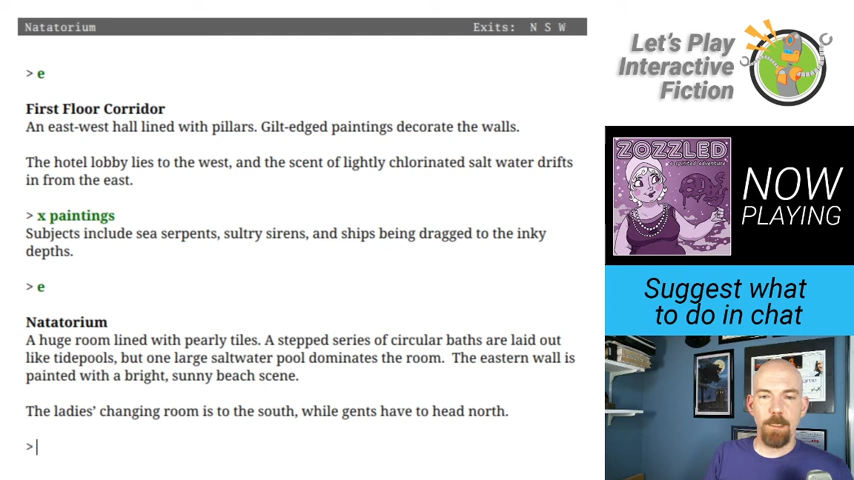 Natatorium Exits: N S W
> e
First Floor Corridor
An east-west hall lined with pillars. Gilt-edged paintings decorate the walls.
The hotel lobby lies to the west, and the scent of lightly chlorinated salt water drifts
in from the east.
> x paintings
Subjects include sea serpents, sultry sirens, and ships being dragged to the inky
depths.
> e
Natatorium
A huge room lined with pearly tiles. A stepped series of circular baths are laid out
like tidepools, but one large saltwater pool dominates the room. The eastern wall is
painted with a bright, sunny beach scene.
The ladies' changing room is to the south, while gents have to head north.
>
Let's Play
Interactive
Fiction
ZOZZLED
NOW
PLAYING
Suggest what
to do in chat